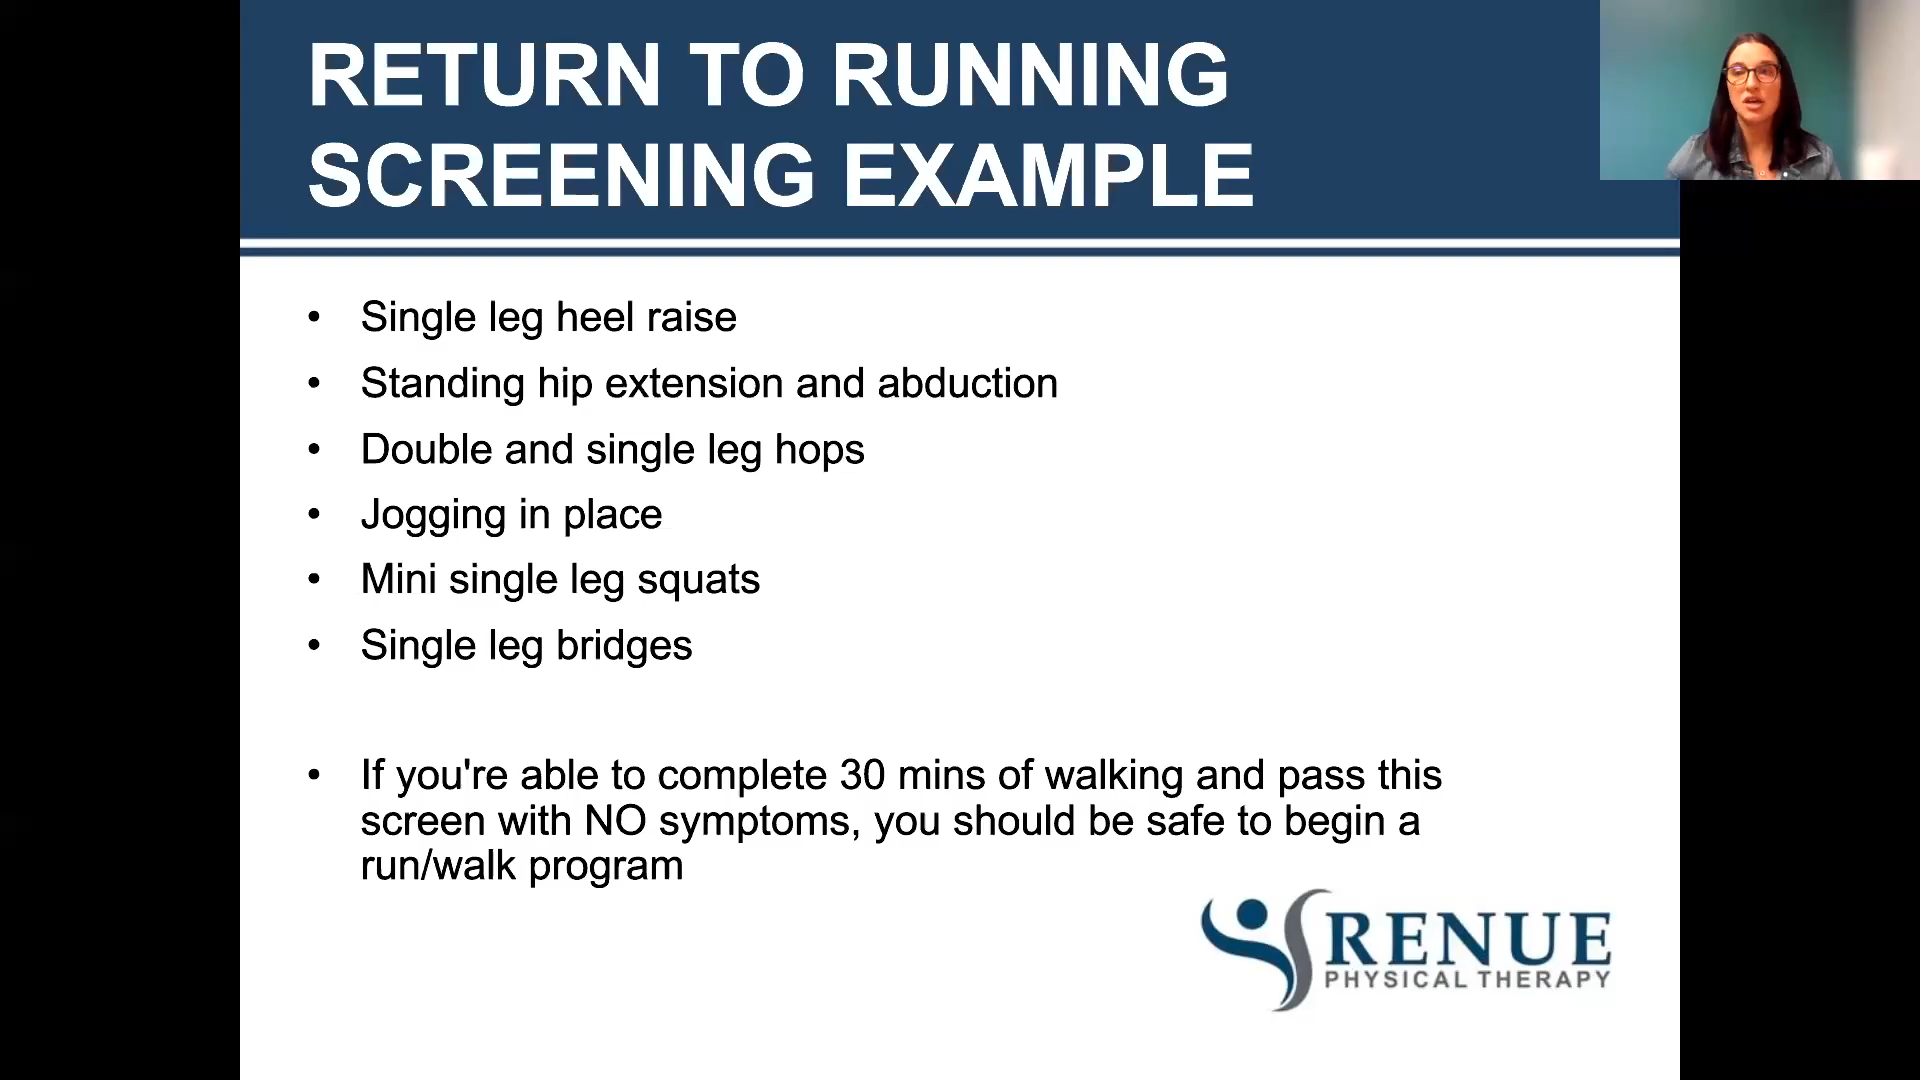 RETURN TO RUNNING
SCREENING EXAMPLE
• Single leg heel raise
• Standing hip extension and abduction
• Double and single leg hops
• Jogging in place
• Mini single leg squats
• Single leg bridges
• If you're able to complete 30 mins of walking and pass this
screen with NO symptoms, you should be safe to begin a
run/walk program
RENUE
PHYSICAL THERAPY